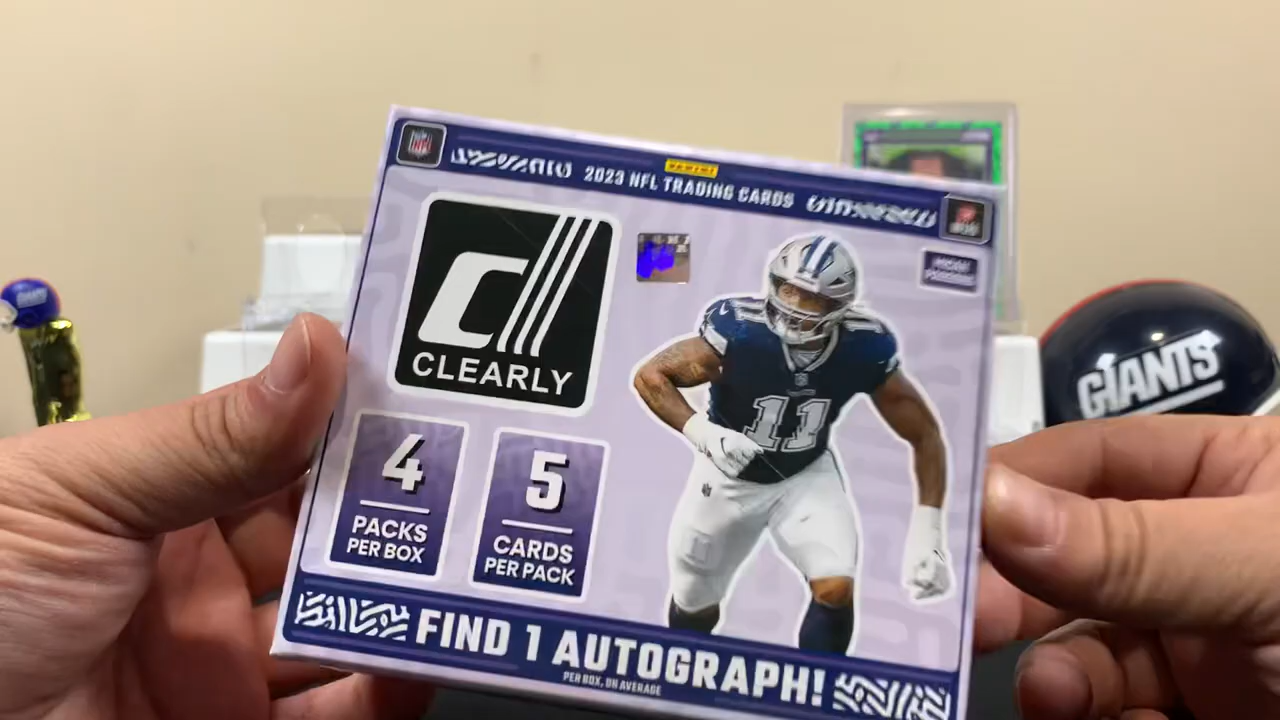 PANINI
2023 NFL TRADING CARDS
CLEARLY
11
11
4
PACKS
PER BOX
5
CARDS
PER PACK
FIND 1 AUTOGRAPH!
PER BOX, ON AVERAGE
GIANTS